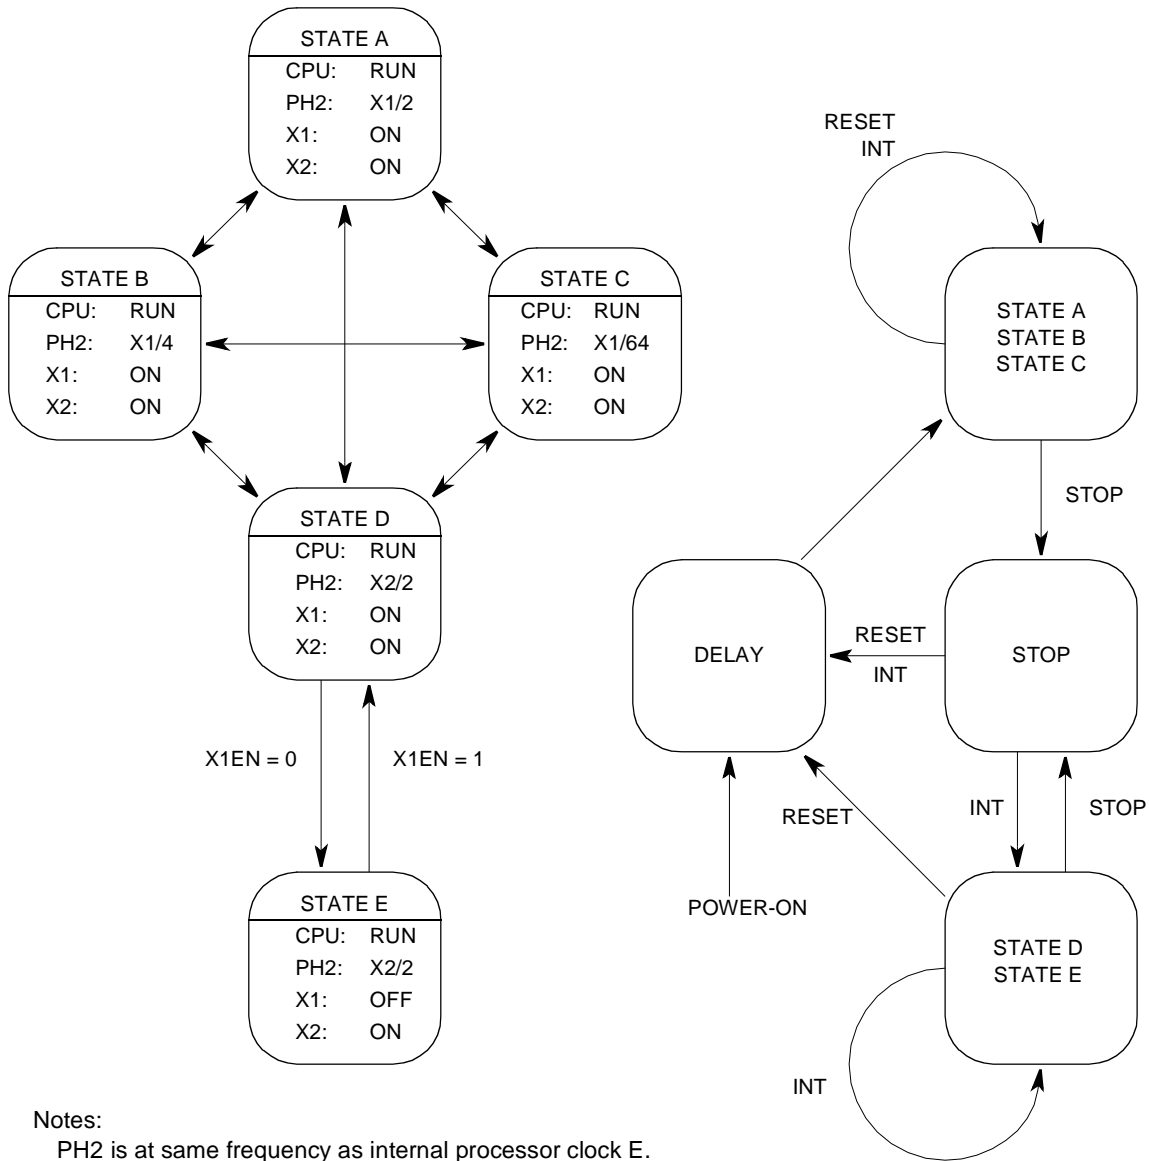 STATE A
CPU: RUN
PH2: X1/2
X1: ON
X2: ON
STATE B
CPU: RUN
PH2: X1/4
X1: ON
X2: ON
STATE C
CPU: RUN
PH2: X1/64
X1: ON
X2: ON
STATE D
CPU: RUN
PH2: X2/2
X1: ON
X2: ON
X1EN = 0
X1EN = 1
STATE E
CPU: RUN
PH2: X2/2
X1: OFF
X2: ON
RESET
INT
STATE A
STATE B
STATE C
STOP
DELAY
RESET
INT
STOP
RESET
INT
STOP
POWER-ON
STATE D
STATE E
INT
Notes:
PH2 is at same frequency as internal processor clock E.